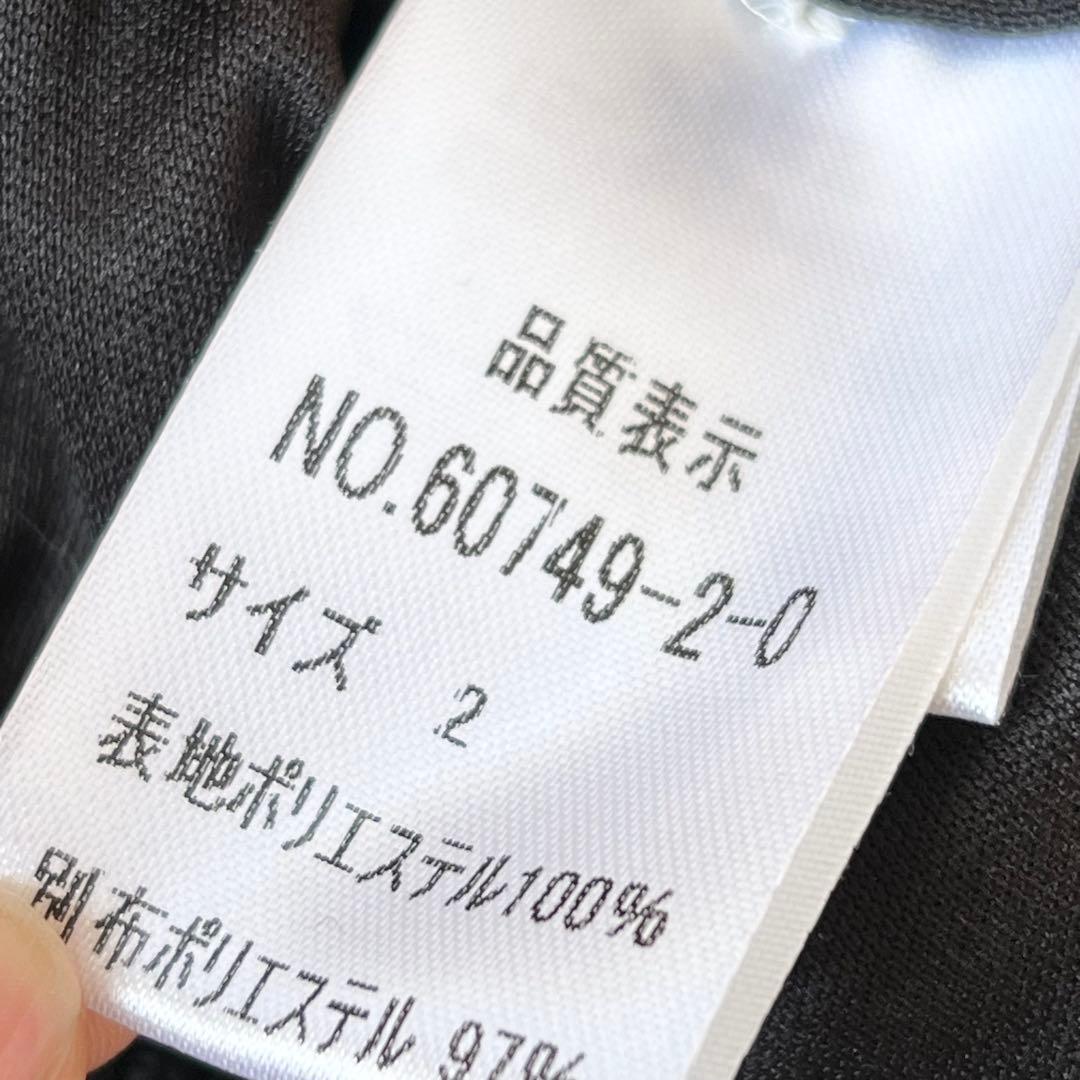 品質表示
NO.60749-2-0
サイズ 2
表地ポリエステル100%
別布ポリエステル 97%